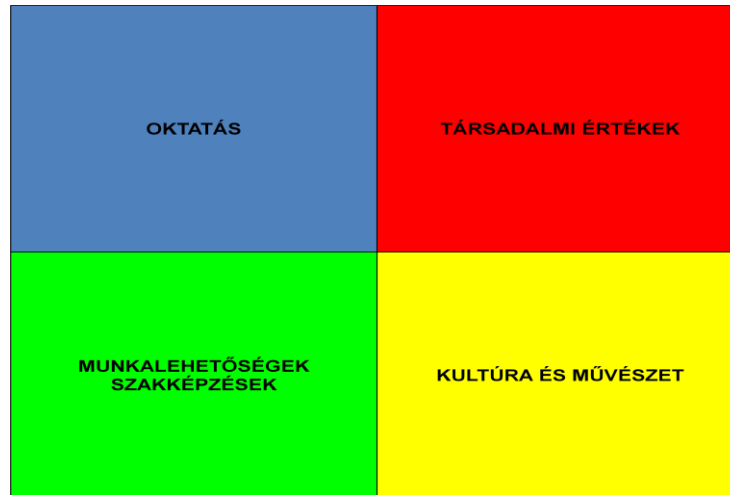 OKTATÁS
TÁRSADALMI ÉRTÉKEK
MUNKALEHETŐSÉGEK
SZAKKÉPZÉSEK
KULTÚRA ÉS MŰVÉSZET